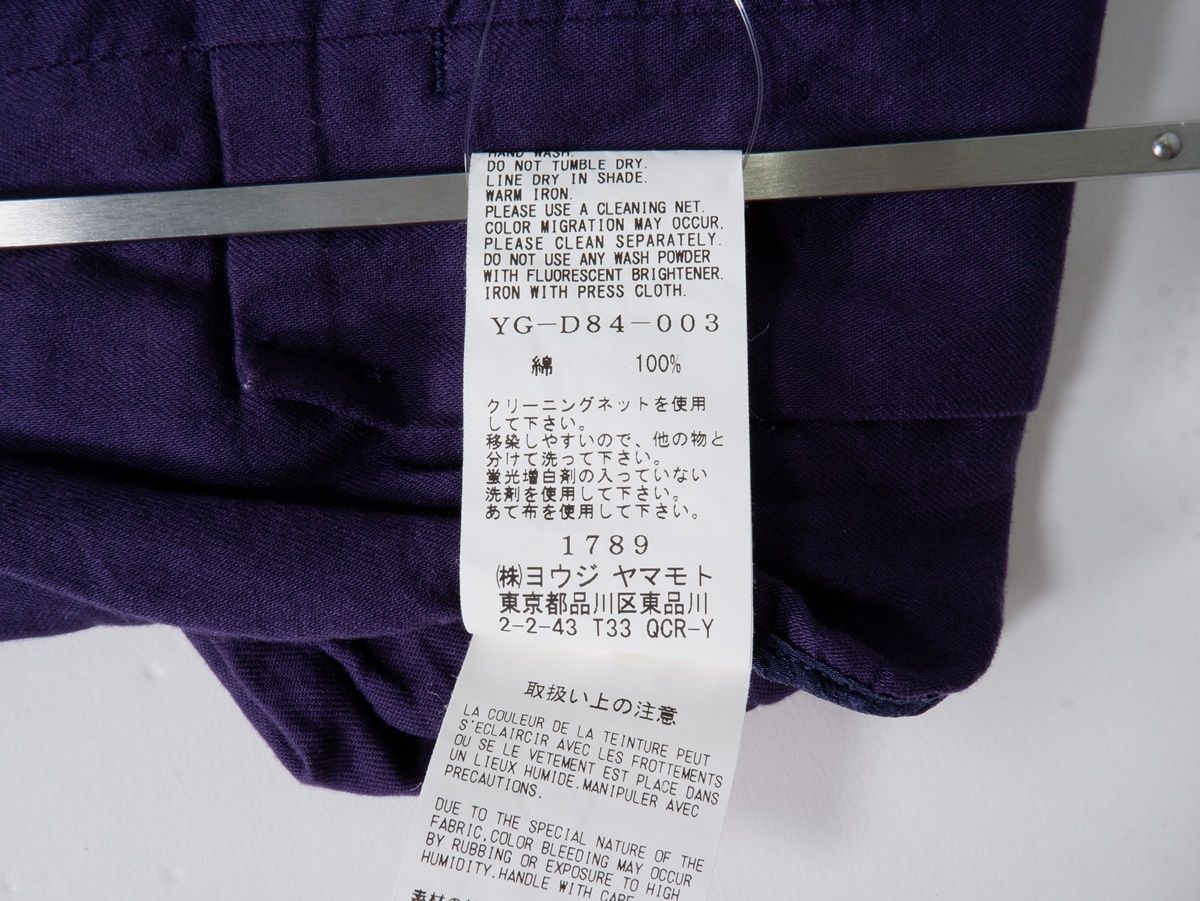 HAND WASH.
DO NOT TUMBLE DRY.
LINE DRY IN SHADE.
WARM IRON.
PLEASE USE A CLEANING NET.
COLOR MIGRATION MAY OCCUR.
PLEASE CLEAN SEPARATELY.
DO NOT USE ANY WASH POWDER
WITH FLUORESCENT BRIGHTENER.
IRON WITH PRESS CLOTH.
YG-D84-003
綿 100%
クリーニングネットを使用
して下さい。
移染しやすいので、他の物と
分けて洗って下さい。
蛍光増白剤の入っていない
洗剤を使用して下さい。
あて布を使用して下さい。
1789
㈱ヨウジ ヤマモト
東京都品川区東品川
2-2-43 T33 QCR-Y
取扱い上の注意
LA COULEUR DE LA TEINTURE PEUT
S'ECLAIRCIR AVEC LES FROTTEMENTS
OU SE LE VETEMENT EST PLACE DANS
UN LIEUX HUMIDE.MANIPULER AVEC
PRECAUTIONS.
DUE TO THE SPECIAL NATURE OF THE
FABRIC,COLOR BLEEDING MAY OCCUR
BY RUBBING OR EXPOSURE TO HIGH
HUMIDITY.HANDLE WITH CARE
素材の